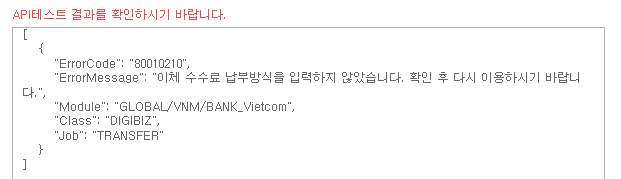 API테스트 결과를 확인하시기 바랍니다.
[
{
"ErrorCode": "80010210",
"ErrorMessage": "이체 수수료 납부방식을 입력하지 않았습니다. 확인 후 다시 이용하시기 바랍니
다.",
"Module": "GLOBAL/VNM/BANK_Vietcom",
"Class": "DIGIBIZ",
"Job": "TRANSFER"
}
]